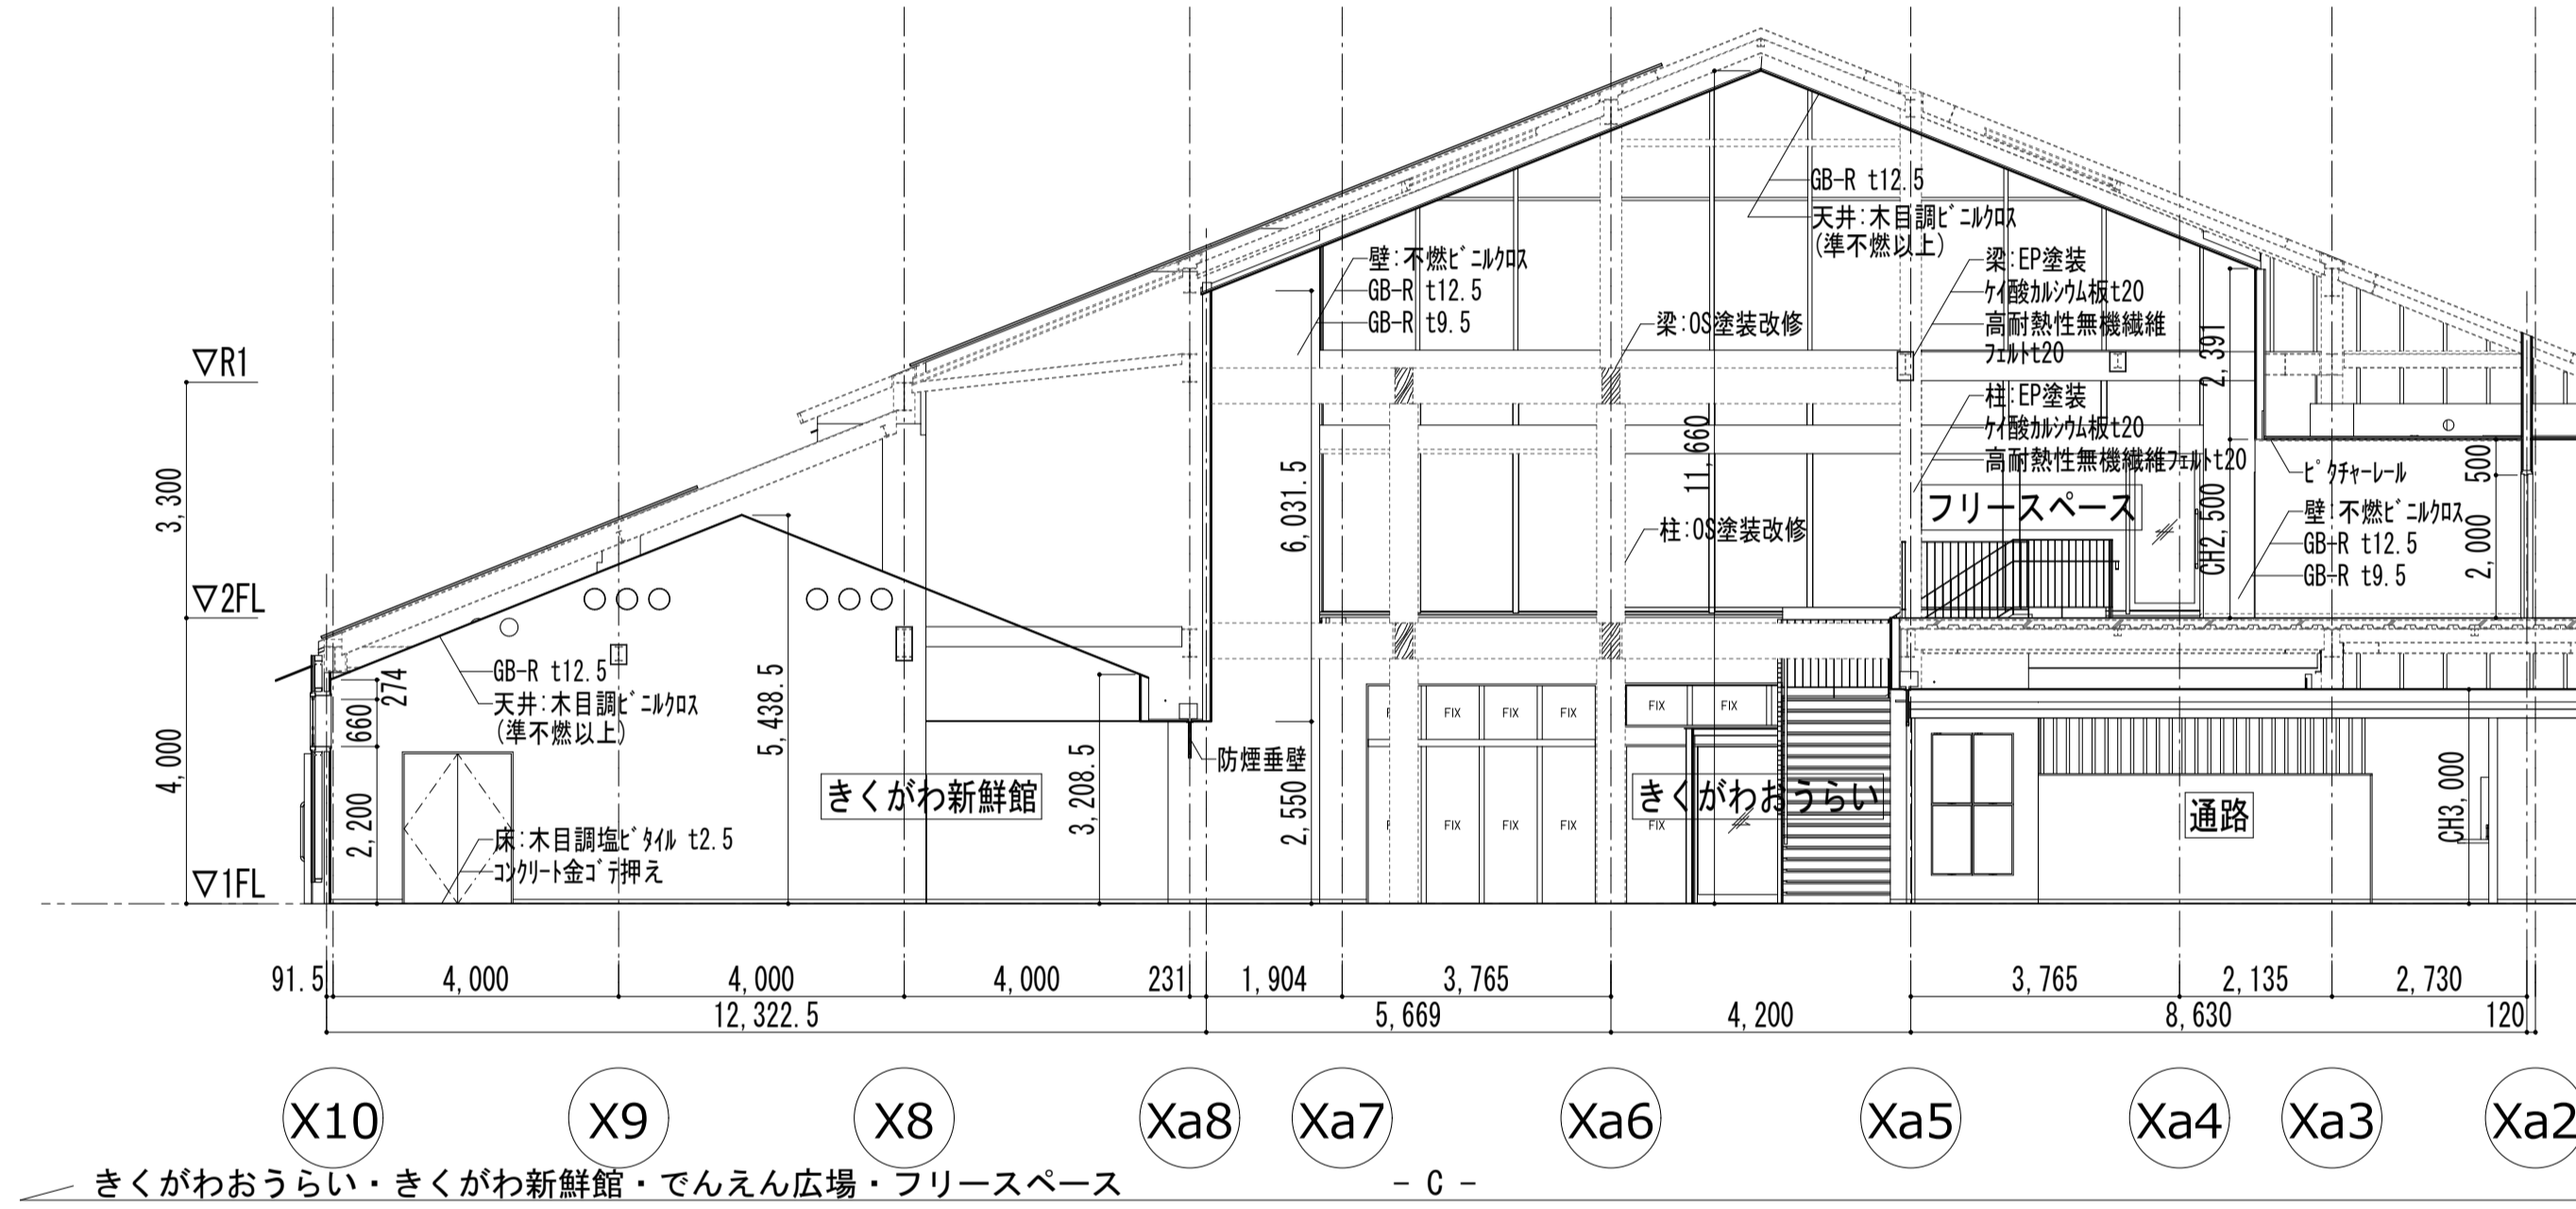 GB-R t12.5
天井:木目調ビニルクロス
(準不燃以上)
壁:不燃ビニルクロス
GB-R t12.5
GB-R t9.5
梁:OS塗装改修
梁:EP塗装
ケイ酸カルシウム板t20
高耐熱性無機繊維
フェルトt20
柱:EP塗装
ケイ酸カルシウム板t20
高耐熱性無機繊維フェルトt20
2,391
▽R1
3,300
▽2FL
4,000
▽1FL
11,660
6,031.5
柱:OS塗装改修
フリースペース
CH2,500
ピクチャーレール
壁:不燃ビニルクロス
GB-R t12.5
GB-R t9.5
500
2,000
274
660
2,200
GB-R t12.5
天井:木目調ビニルクロス
(準不燃以上)
5,438.5
3,208.5
防煙垂壁
2,550
きくがわ新鮮館
床:木目調塩ビタイル t2.5
コンクリート金ゴテ押え
FIX FIX FIX FIX FIX
FIX FIX FIX FIX
きくがわおうらい
通路
CH3,000
91.5 4,000 4,000 4,000 231 1,904 3,765 3,765 2,135 2,730
12,322.5 5,669 4,200 8,630 120
X10 X9 X8 Xa8 Xa7 Xa6 Xa5 Xa4 Xa3 Xa2
きくがわおうらい・きくがわ新鮮館・でんえん広場・フリースペース - C -